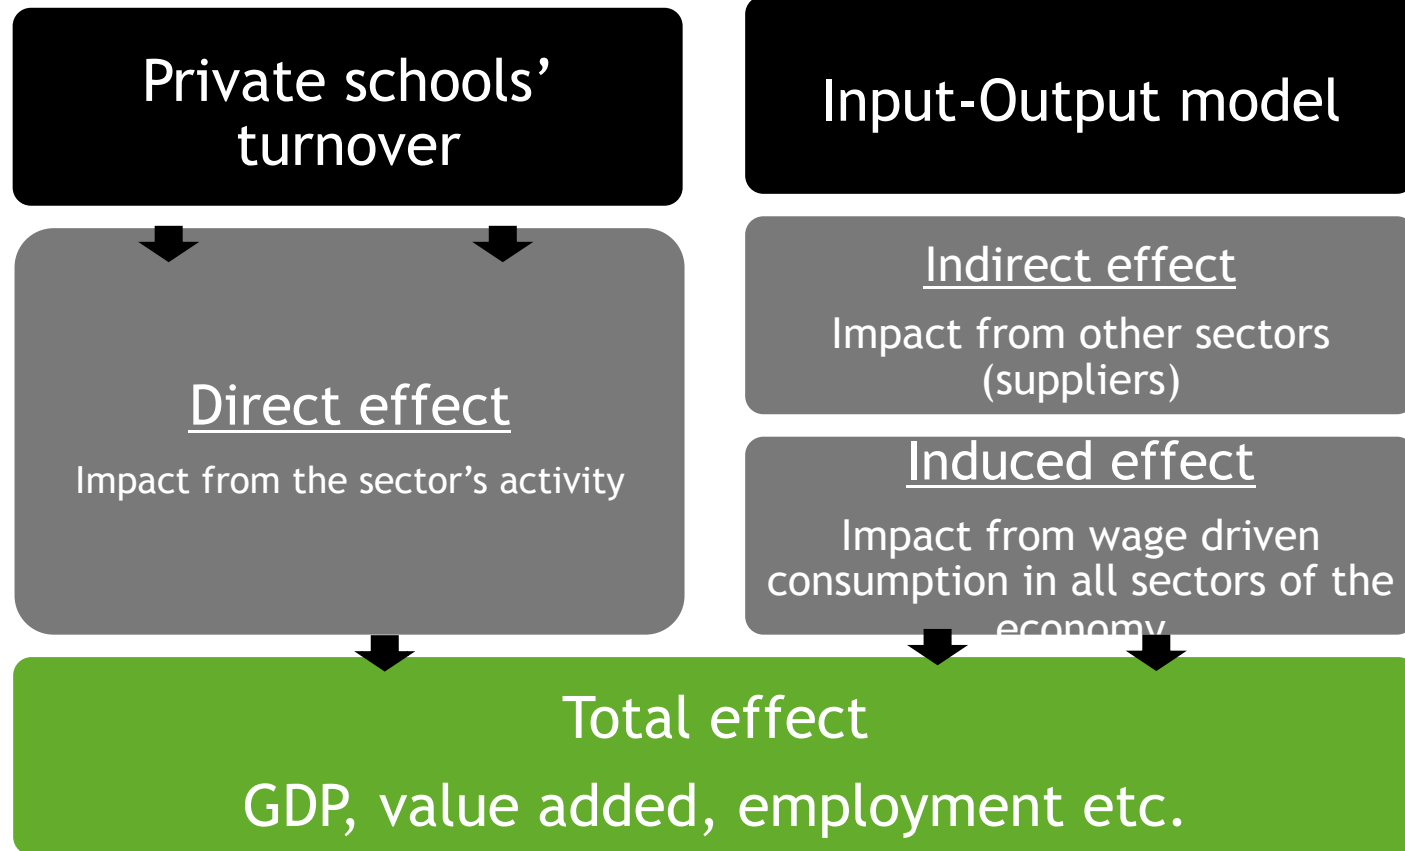 Private schools’
turnover
Direct effect
Impact from the sector’s activity
Input-Output model
Indirect effect
Impact from other sectors
(suppliers)
Induced effect
Impact from wage driven
consumption in all sectors of the
economy
Total effect
GDP, value added, employment etc.